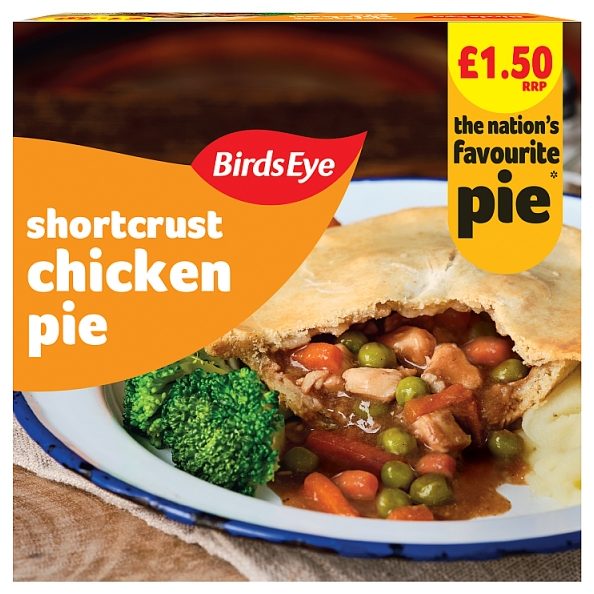 £1.50
RRP
the nation's
favourite
pie*
Birds Eye
shortcrust
chicken
pie